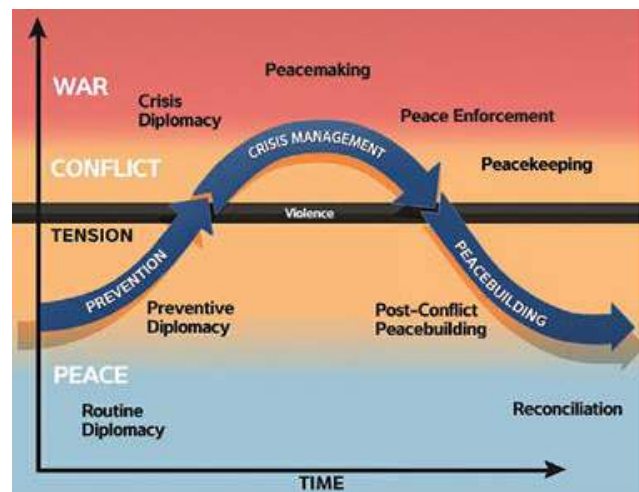 WAR
Peacemaking
Crisis
Diplomacy
Peace Enforcement
CRISIS MANAGEMENT
CONFLICT
Peacekeeping
Violence
TENSION
PREVENTION
PEACEBUILDING
Preventive
Diplomacy
Post-Conflict
Peacebuilding
PEACE
Routine
Diplomacy
Reconciliation
TIME